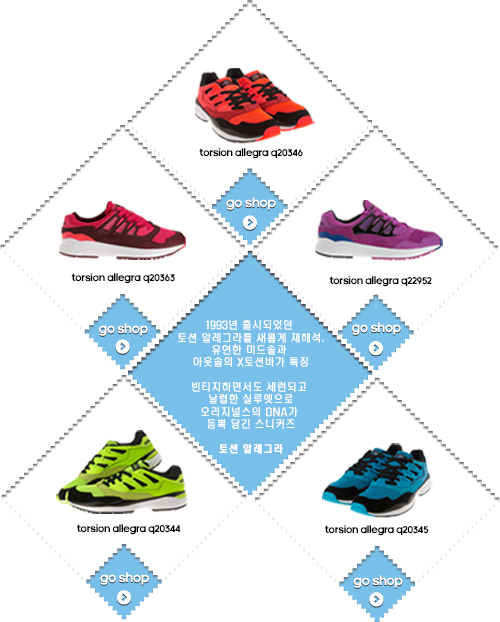 torsion allegra q20346
go shop
torsion allegra q20363
go shop
torsion allegra q22952
go shop
1993년 출시되었던
토션 알레그라를 새롭게 재해석.
유연한 미드솔과
아웃솔의 X토션바가 특징
빈티지하면서도 세련되고
날렵한 실루엣으로
오리지널스의 DNA가
듬뿍 담긴 스니커즈
토션 알레그라
torsion allegra q20344
go shop
torsion allegra q20345
go shop